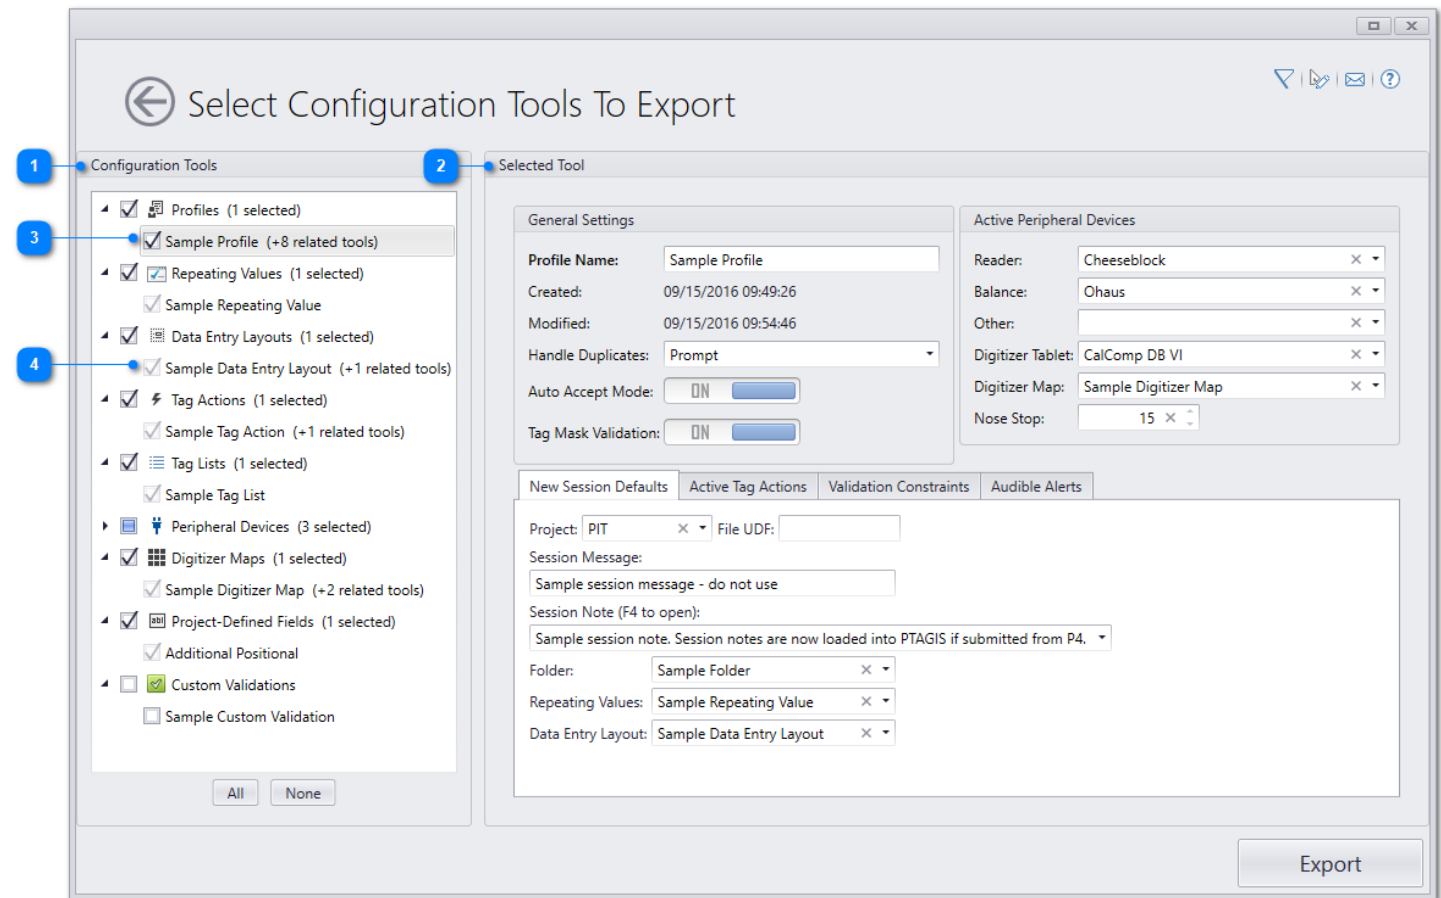 Select Configuration Tools To Export
1
Configuration Tools
2
Selected Tool
Profiles (1 selected)
3
Sample Profile (+8 related tools)
Repeating Values (1 selected)
Sample Repeating Value
Data Entry Layouts (1 selected)
4
Sample Data Entry Layout (+1 related tools)
Tag Actions (1 selected)
Sample Tag Action (+1 related tools)
Tag Lists (1 selected)
Sample Tag List
Peripheral Devices (3 selected)
Digitizer Maps (1 selected)
Sample Digitizer Map (+2 related tools)
abl Project-Defined Fields (1 selected)
Additional Positional
Custom Validations
Sample Custom Validation
All None
General Settings
Profile Name: Sample Profile
Created: 09/15/2016 09:49:26
Modified: 09/15/2016 09:54:46
Handle Duplicates: Prompt
Auto Accept Mode: ON
Tag Mask Validation: ON
Active Peripheral Devices
Reader: Cheeseblock
Balance: Ohaus
Other:
Digitizer Tablet: CalComp DB VI
Digitizer Map: Sample Digitizer Map
Nose Stop: 15
New Session Defaults Active Tag Actions Validation Constraints Audible Alerts
Project: PIT File UDF:
Session Message:
Sample session message - do not use
Session Note (F4 to open):
Sample session note. Session notes are now loaded into PTAGIS if submitted from P4.
Folder: Sample Folder
Repeating Values: Sample Repeating Value
Data Entry Layout: Sample Data Entry Layout
Export